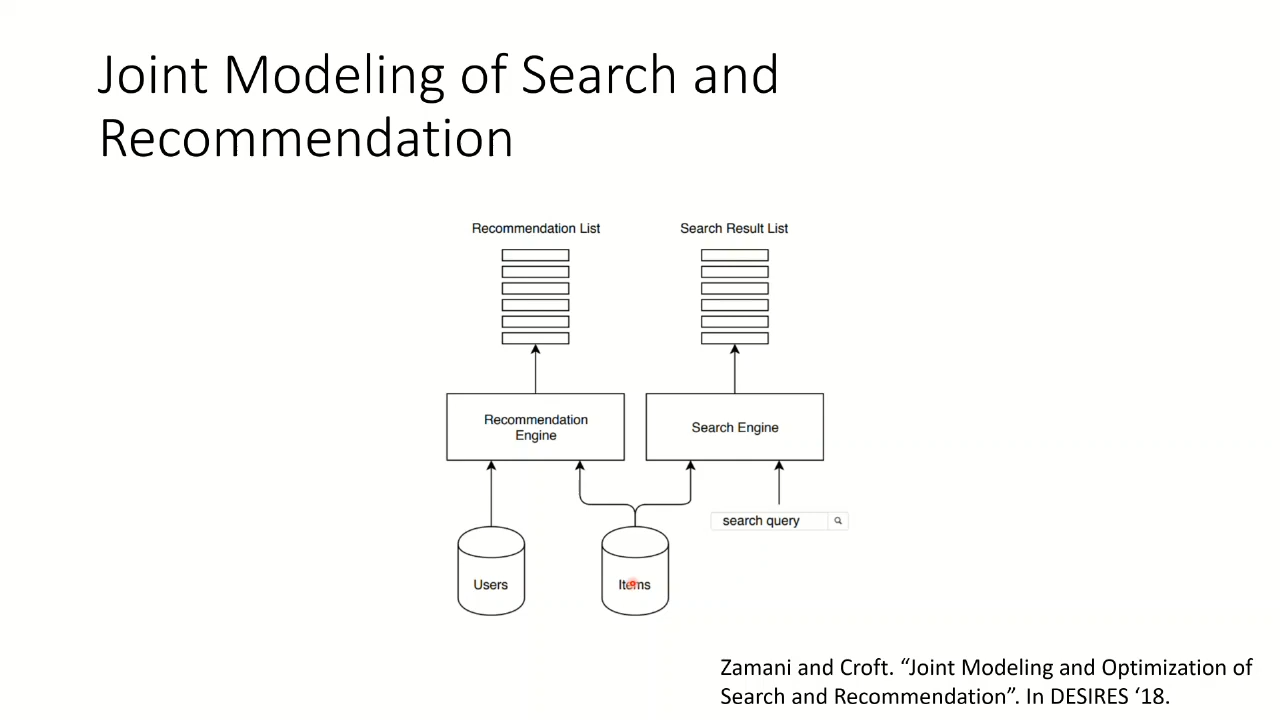 Joint Modeling of Search and
Recommendation
Recommendation List
Search Result List
Recommendation
Engine
Search Engine
search query
Users
Items
Zamani and Croft. “Joint Modeling and Optimization of
Search and Recommendation”. In DESIRES ‘18.